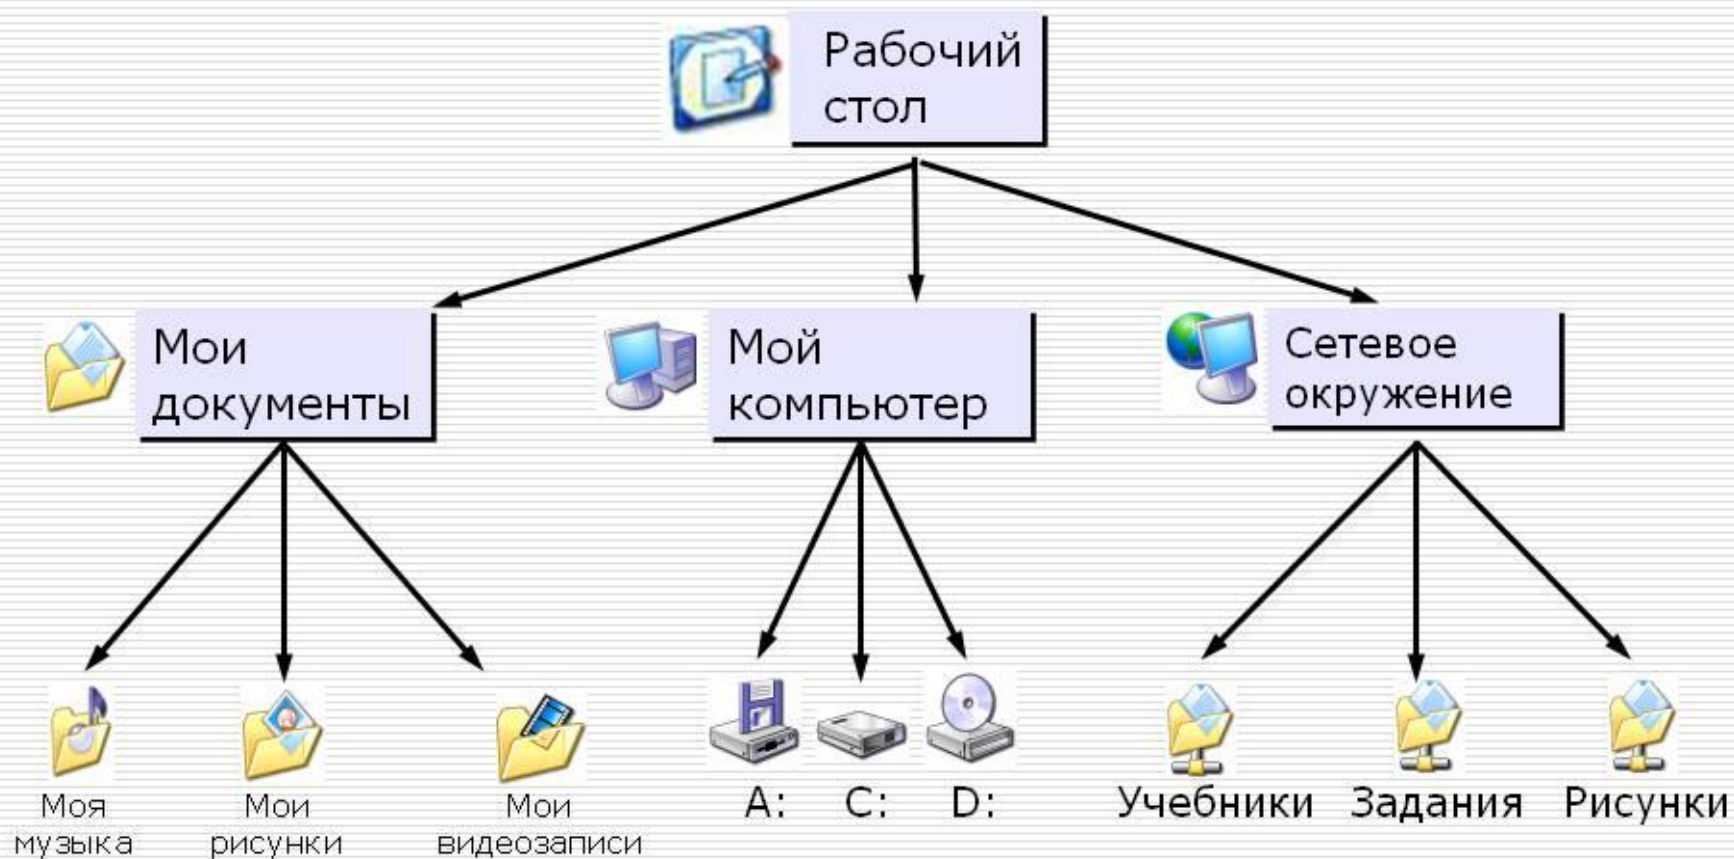 Рабочий
стол
Мои
документы
Мой
компьютер
Сетевое
окружение
Моя
музыка
Мои
рисунки
Мои
видеозаписи
A:
C:
D:
Учебники
Задания
Рисунки